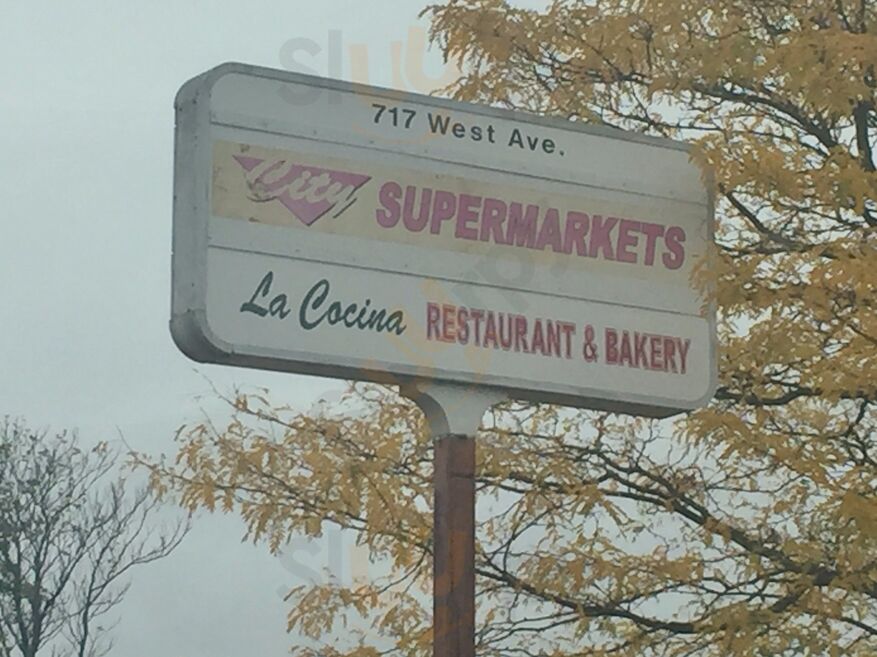 717 West Ave.
City SUPERMARKETS
La Cocina RESTAURANT & BAKERY